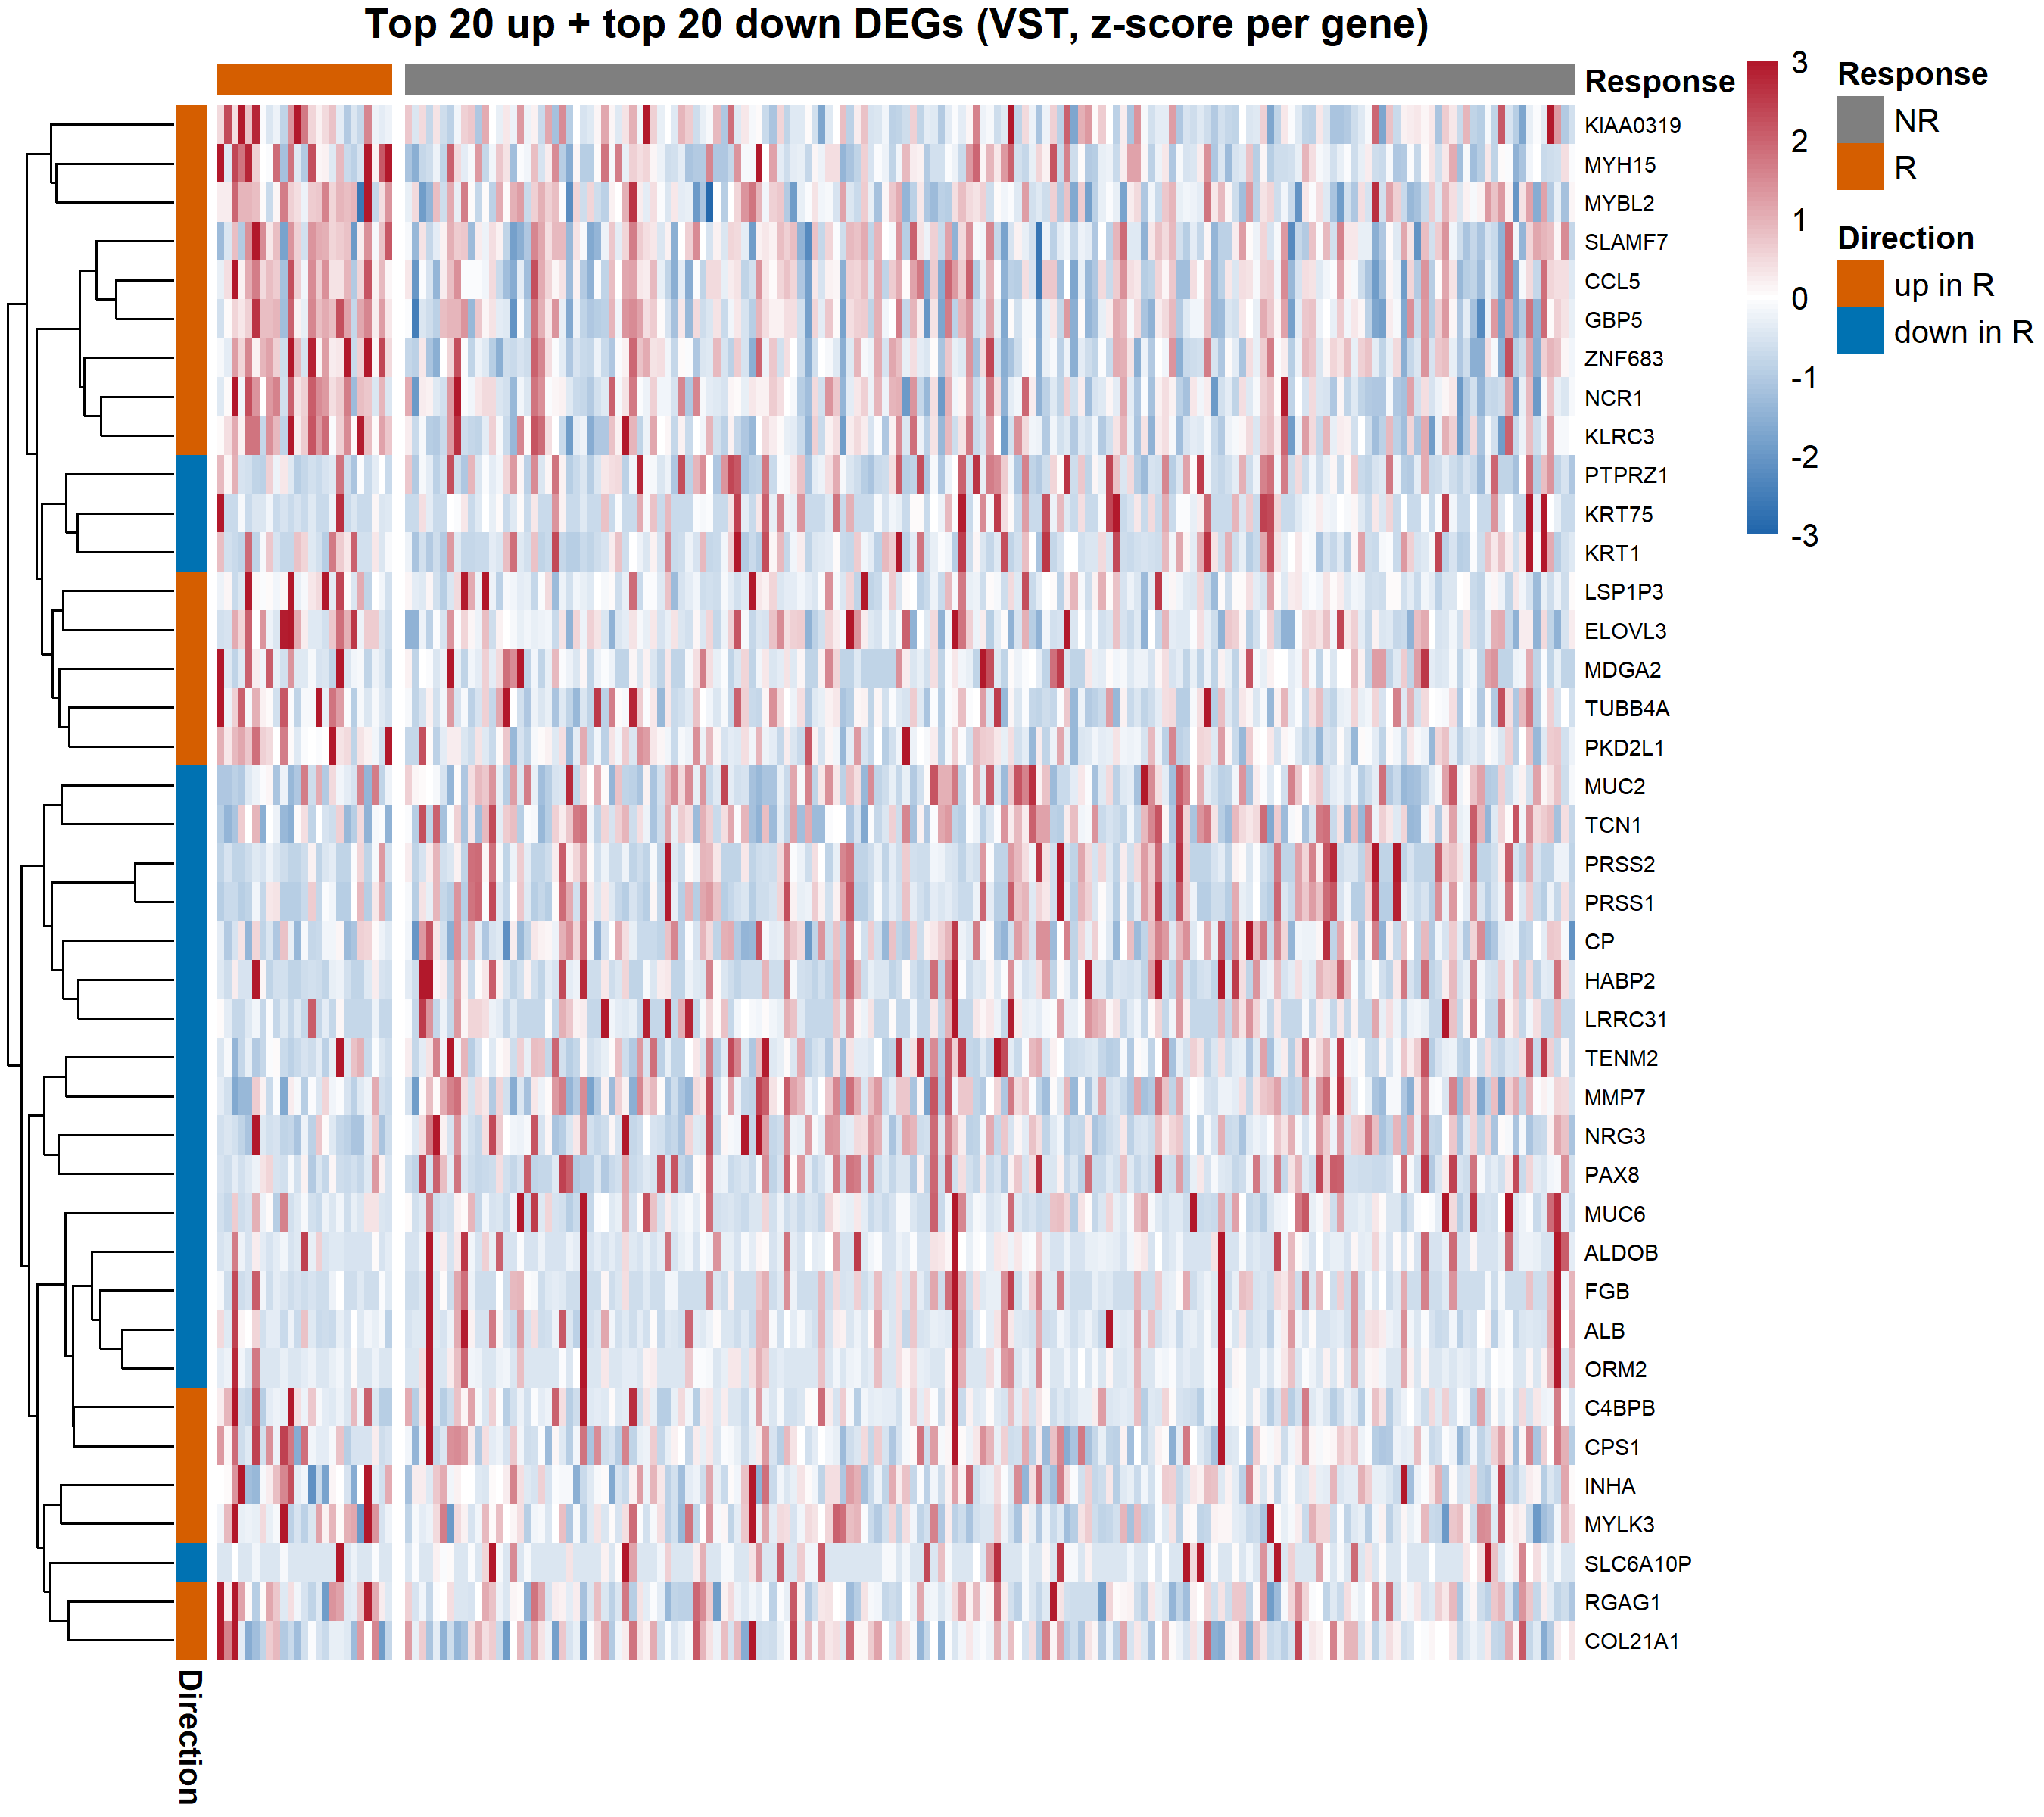 Top 20 up + top 20 down DEGs (VST, z-score per gene)
Response
KIAA0319
MYH15
MYBL2
SLAMF7
CCL5
GBP5
ZNF683
NCR1
KLRC3
PTPRZ1
KRT75
KRT1
LSP1P3
ELOVL3
MDGA2
TUBB4A
PKD2L1
MUC2
TCN1
PRSS2
PRSS1
CP
HABP2
LRRC31
TENM2
MMP7
NRG3
PAX8
MUC6
ALDOB
FGB
ALB
ORM2
C4BPB
CPS1
INHA
MYLK3
SLC6A10P
RGAG1
COL21A1
Direction
3
2
1
0
-1
-2
-3
Response
NR
R
Direction
up in R
down in R